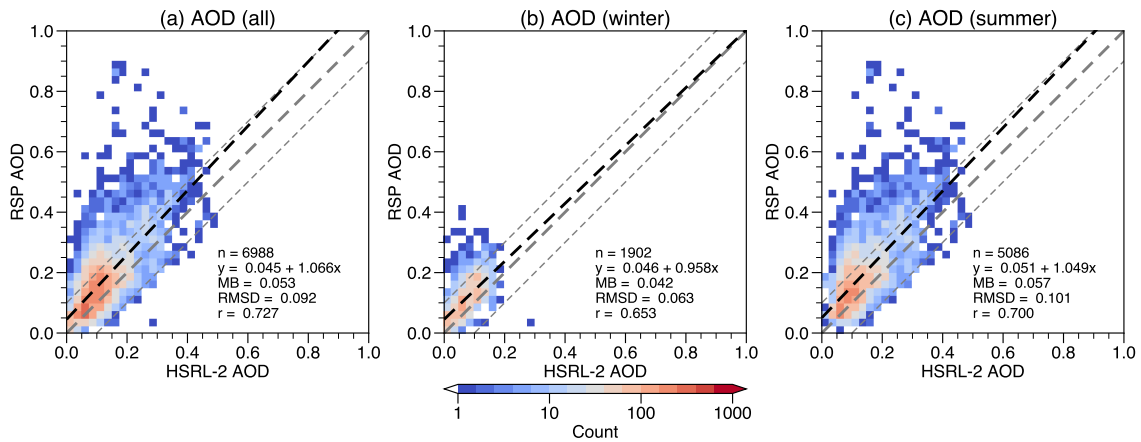 (a) AOD (all)
(b) AOD (winter)
(c) AOD (summer)
RSP AOD
1.0
0.8
0.6
0.4
0.2
0.0
n = 6988
y = 0.045 + 1.066x
MB = 0.053
RMSD = 0.092
r = 0.727
0.0 0.2 0.4 0.6 0.8 1.0
HSRL-2 AOD
RSP AOD
1.0
0.8
0.6
0.4
0.2
0.0
n = 1902
y = 0.046 + 0.958x
MB = 0.042
RMSD = 0.063
r = 0.653
0.0 0.2 0.4 0.6 0.8 1.0
HSRL-2 AOD
RSP AOD
1.0
0.8
0.6
0.4
0.2
0.0
n = 5086
y = 0.051 + 1.049x
MB = 0.057
RMSD = 0.101
r = 0.700
0.0 0.2 0.4 0.6 0.8 1.0
HSRL-2 AOD
1 10 100 1000
Count